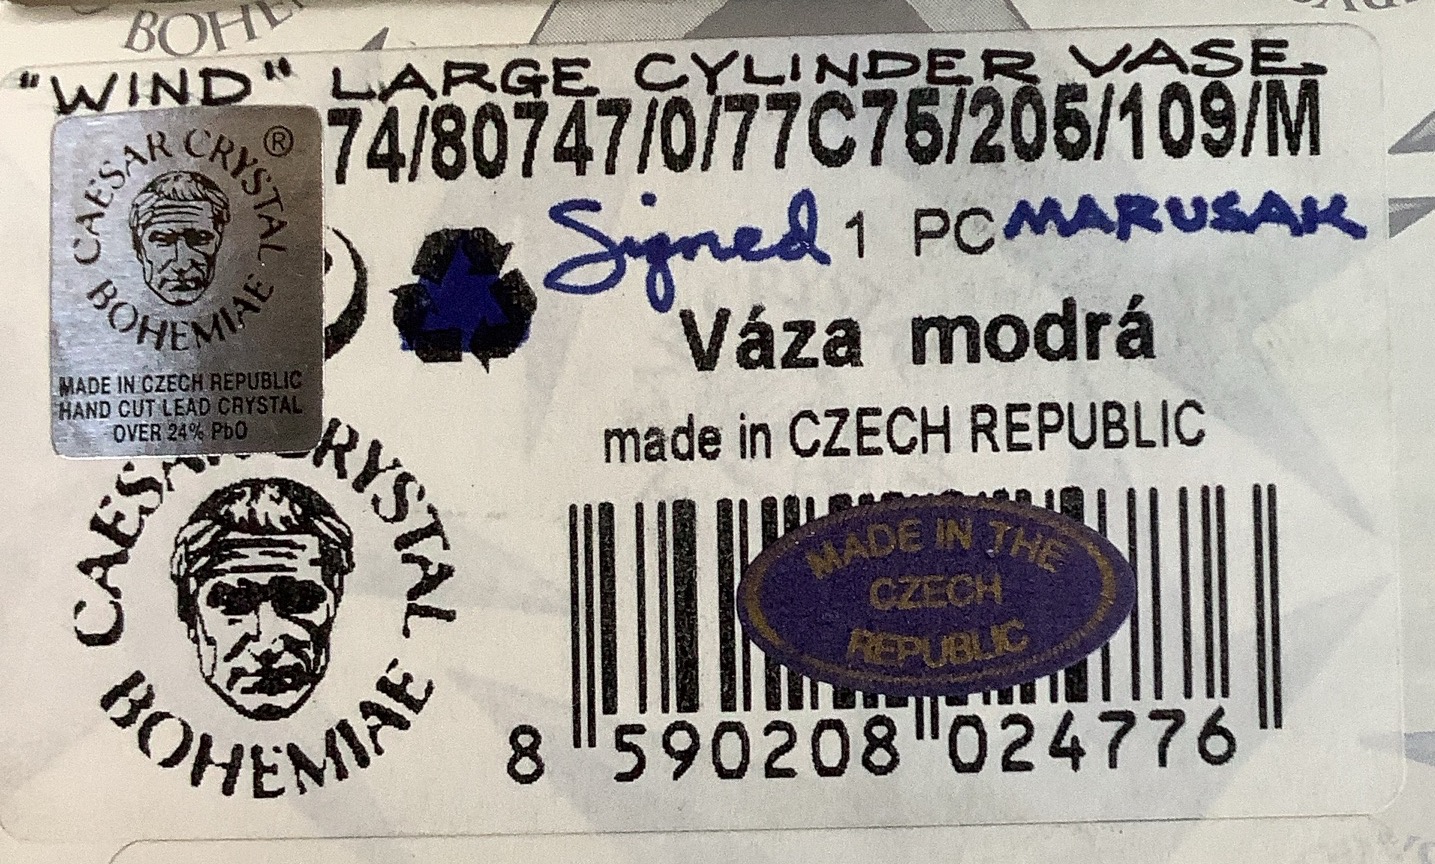 BOHEM
"WIND" LARGE CYLINDER VASE
74/80747/0/77C75/205/109/M
CAESAR CRYSTAL ®
BOHEMIAE
MADE IN CZECH REPUBLIC
HAND CUT LEAD CRYSTAL
OVER 24% PbO
Signed 1 PC MARUSAK
Váza modrá
made in CZECH REPUBLIC
CAESAR CRYSTAL
BOHEMIAE
MADE IN THE
CZECH
REPUBLIC
8 590208 024776